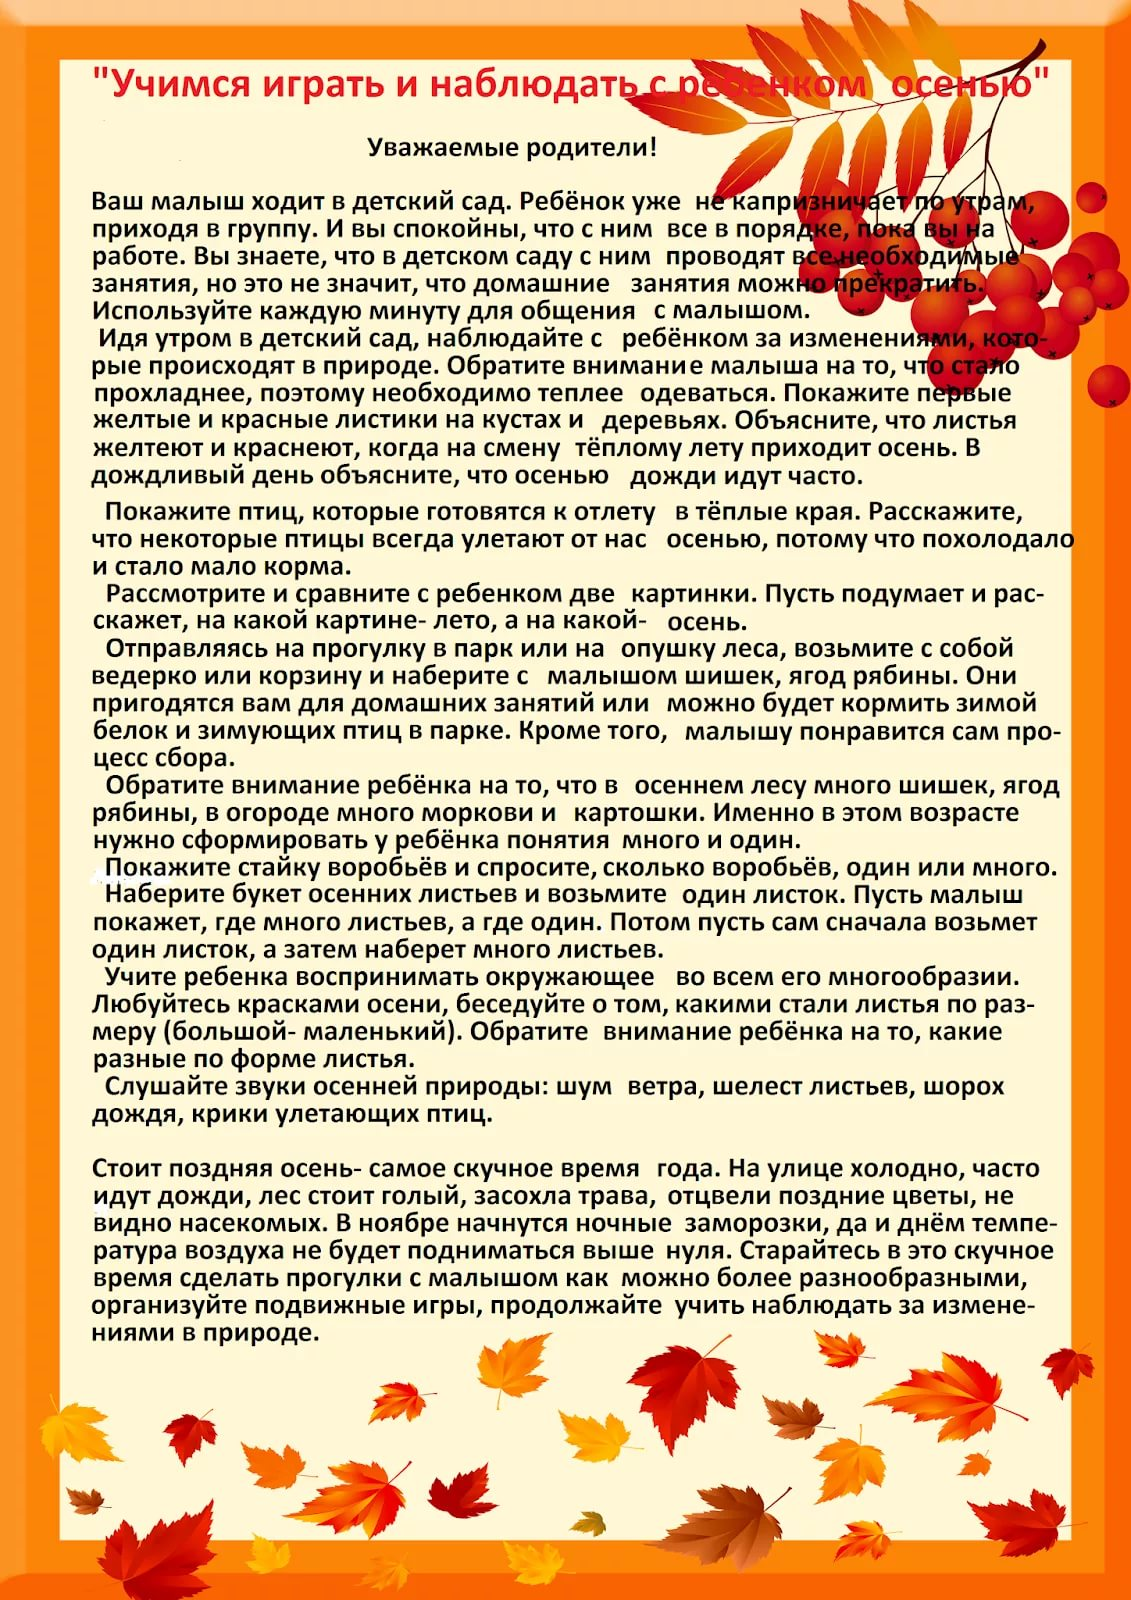 "Учимся играть и наблюдать с ребенком осенью"
Уважаемые родители!
Ваш малыш ходит в детский сад. Ребёнок уже не капризничает по утрам,
приходя в группу. И вы спокойны, что с ним все в порядке, пока вы на
работе. Вы знаете, что в детском саду с ним проводят все необходимые
занятия, но это не значит, что домашние занятия можно прекратить.
Используйте каждую минуту для общения с малышом.
Идя утром в детский сад, наблюдайте с ребёнком за изменениями, кото-
рые происходят в природе. Обратите внимание малыша на то, что стало
прохладнее, поэтому необходимо теплее одеваться. Покажите первые
желтые и красные листики на кустах и деревьях. Объясните, что листья
желтеют и краснеют, когда на смену тёплому лету приходит осень. В
дождливый день объясните, что осенью дожди идут часто.
Покажите птиц, которые готовятся к отлету в тёплые края. Расскажите,
что некоторые птицы всегда улетают от нас осенью, потому что похолодало
и стало мало корма.
Рассмотрите и сравните с ребенком две картинки. Пусть подумает и рас-
скажет, на какой картине- лето, а на какой- осень.
Отправляясь на прогулку в парк или на опушку леса, возьмите с собой
ведерко или корзину и наберите с малышом шишек, ягод рябины. Они
пригодятся вам для домашних занятий или можно будет кормить зимой
белок и зимующих птиц в парке. Кроме того, малышу понравится сам про-
цесс сбора.
Обратите внимание ребёнка на то, что в осеннем лесу много шишек, ягод
рябины, в огороде много моркови и картошки. Именно в этом возрасте
нужно сформировать у ребёнка понятия много и один.
Покажите стайку воробьёв и спросите, сколько воробьёв, один или много.
Наберите букет осенних листьев и возьмите один листок. Пусть малыш
покажет, где много листьев, а где один. Потом пусть сам сначала возьмет
один листок, а затем наберет много листьев.
Учите ребенка воспринимать окружающее во всем его многообразии.
Любуйтесь красками осени, беседуйте о том, какими стали листья по раз-
меру (большой- маленький). Обратите внимание ребёнка на то, какие
разные по форме листья.
Слушайте звуки осенней природы: шум ветра, шелест листьев, шорох
дождя, крики улетающих птиц.
Стоит поздняя осень- самое скучное время года. На улице холодно, часто
идут дожди, лес стоит голый, засохла трава, отцвели поздние цветы, не
видно насекомых. В ноябре начнутся ночные заморозки, да и днём темпе-
ратура воздуха не будет подниматься выше нуля. Старайтесь в это скучное
время сделать прогулки с малышом как можно более разнообразными,
организуйте подвижные игры, продолжайте учить наблюдать за измене-
ниями в природе.